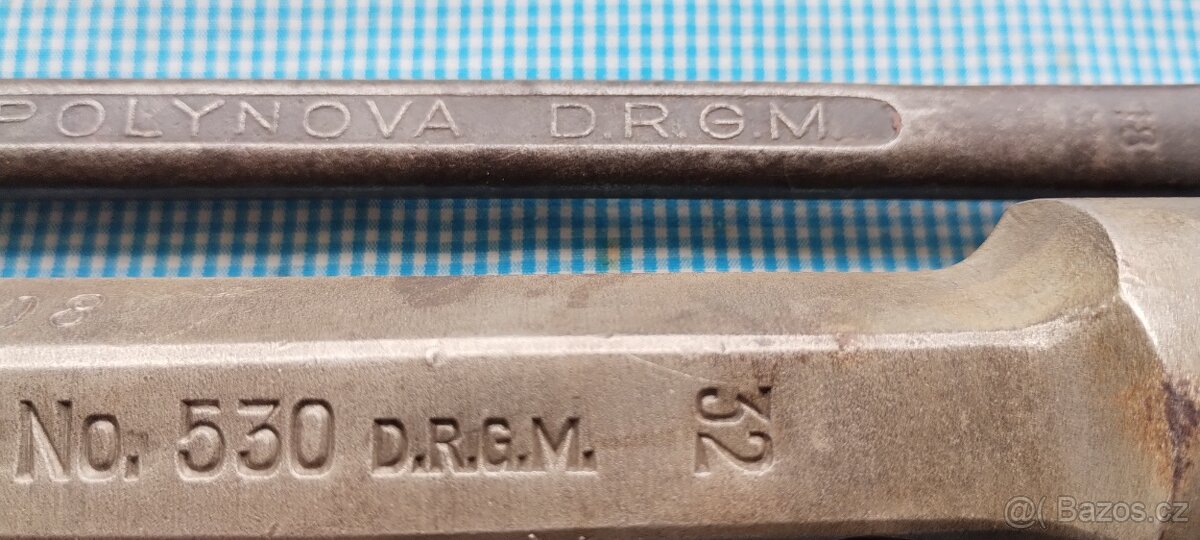 POLYNOVA D.R.G.M.
No. 530 D.R.G.M. 32
@( Bazos.cz